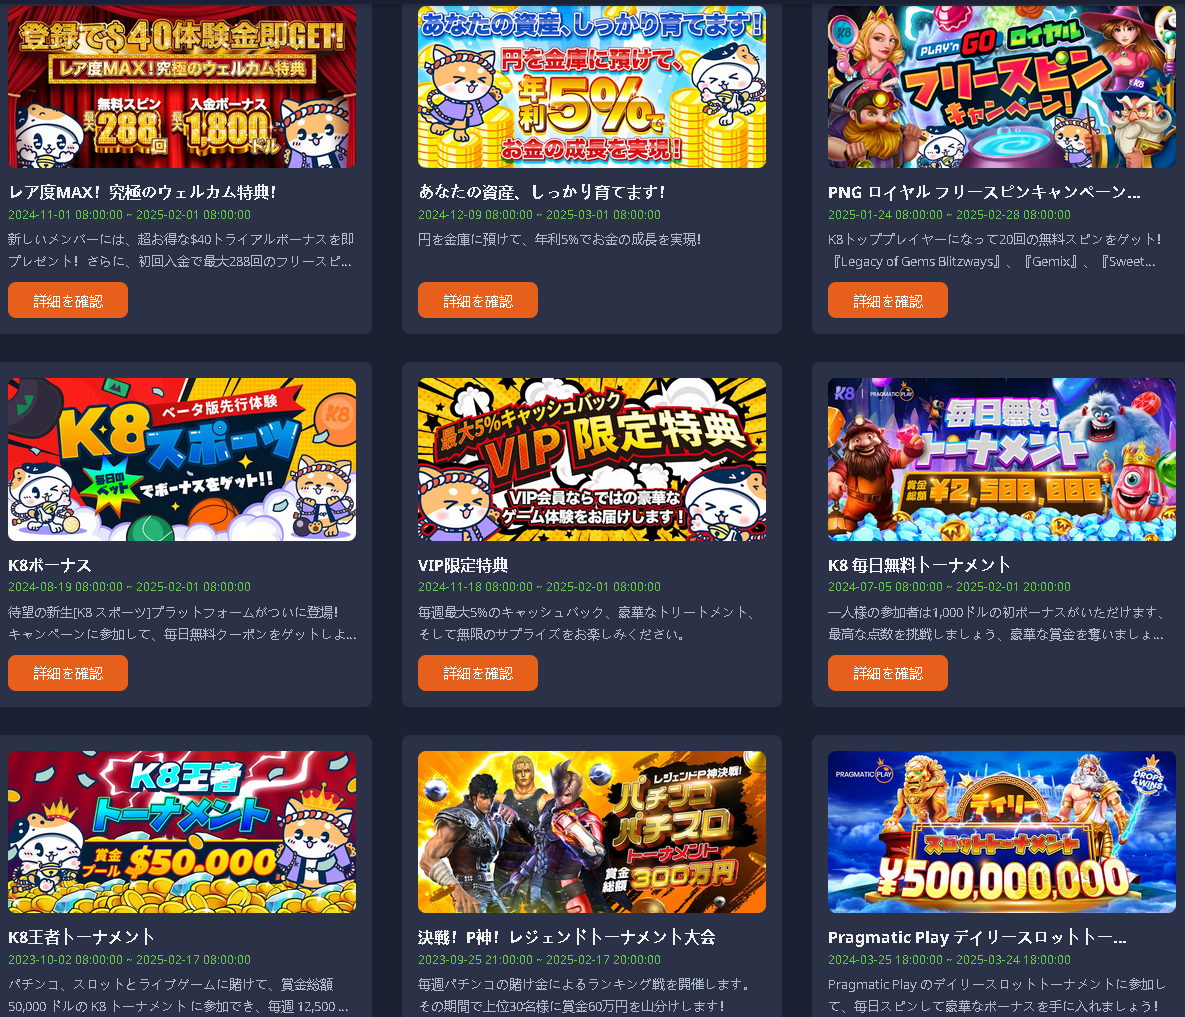 登録で$40体験金即GET!
レア度MAX!究極のウェルカム特典
無料スピン
最大288回
入金ボーナス
最大1,800ドル
レア度MAX！究極のウェルカム特典！
2024-11-01 08:00:00 ~ 2025-02-01 08:00:00
新しいメンバーには、超お得な$40トライアルボーナスを即
プレゼント！さらに、初回入金で最大288回のフリースピ...
詳細を確認
あなたの資産、しっかり育てます!
円を金庫に預けて、
年利5%で
お金の成長を実現!!
あなたの資産、しっかり育てます！
2024-12-09 08:00:00 ~ 2025-03-01 08:00:00
円を金庫に預けて、年利5%でお金の成長を実現！
詳細を確認
K8
PLAY'n GO ロイヤル
フリースピン
キャンペーン!
K8
PNG ロイヤル フリースピンキャンペーン...
2025-01-24 08:00:00 ~ 2025-02-28 08:00:00
K8トッププレイヤーになって20回の無料スピンをゲット！
『Legacy of Gems Blitzways』、『Gemix』、『Sweet...
詳細を確認
ベータ版先行体験
K8スポーツ
K8
毎日のベット
でボーナスをゲット!!
K8ボーナス
2024-08-19 08:00:00 ~ 2025-02-01 08:00:00
待望の新生[K8 スポーツ]プラットフォームがついに登場！
キャンペーンに参加して、毎日無料クーポンをゲットしよ...
詳細を確認
最大5%キャッシュバック
VIP 限定特典
VIP会員ならではの豪華な
ゲーム体験をお届けします!
VIP限定特典
2024-11-18 08:00:00 ~ 2025-02-01 08:00:00
毎週最大5%のキャッシュバック、豪華なトリートメント、
そして無限のサプライズをお楽しみください。
詳細を確認
K8 | PRAGMATIC PLAY
毎日無料
トーナメント
賞金総額 ¥2,500,000
K8 毎日無料トーナメント
2024-07-05 08:00:00 ~ 2025-02-01 20:00:00
一人様の参加者は1,000ドルの初ボーナスがいただけます、
最高な点数を挑戦しましょう、豪華な賞金を奪いましょ...
詳細を確認
K8王者
トーナメント
賞金プール $50,000
K8王者トーナメント
2023-10-02 08:00:00 ~ 2025-02-17 08:00:00
パチンコ、スロットとライブゲームに賭けて、賞金総額
50,000 ドルの K8 トーナメント に参加でき、毎週 12,500 ...
レジェンドP神決戦!
パチンコ
パチスロ
トーナメント
賞金総額 300万円
決戦！P神！レジェンドトーナメント大会
2023-09-25 21:00:00 ~ 2025-02-17 20:00:00
毎週パチンコの賭け金によるランキング戦を開催します。
その期間で上位30名様に賞金60万円を山分けします！
PRAGMATIC PLAY
DROPS & WINS
デイリー
スロットトーナメント
¥500,000,000
Pragmatic Play デイリースロットトー...
2024-03-25 18:00:00 ~ 2025-03-24 18:00:00
Pragmatic Play のデイリースロットトーナメントに参加し
て、毎日スピンして豪華なボーナスを手に入れましょう！